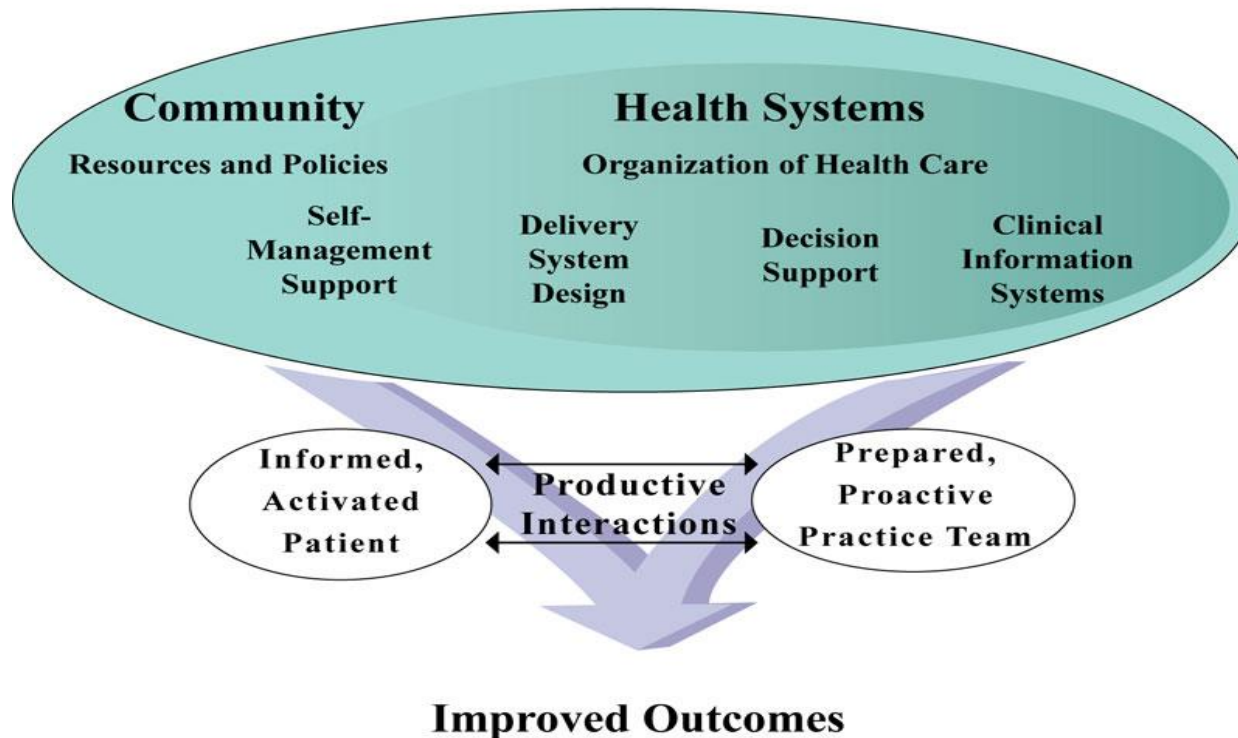 Community
Health Systems
Resources and Policies
Organization of Health Care
Self-
Management
Support
Delivery
System
Design
Decision
Support
Clinical
Information
Systems
Informed,
Activated
Patient
Productive
Interactions
Prepared,
Proactive
Practice Team
Improved Outcomes